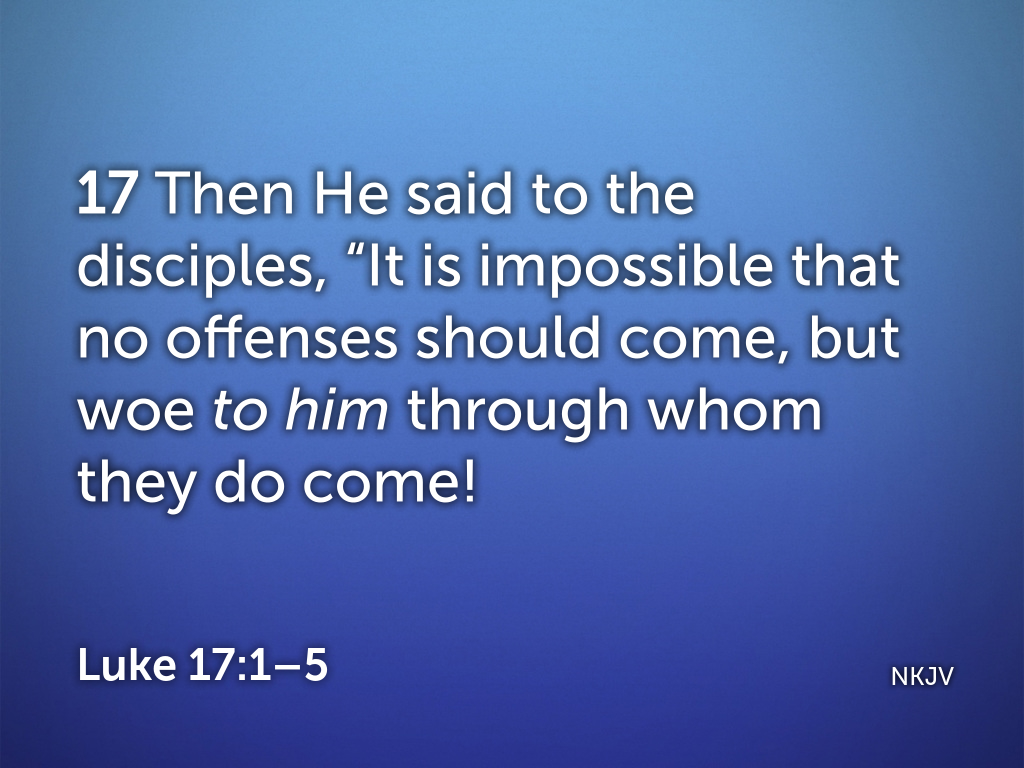 17 Then He said to the
disciples, “It is impossible that
no offenses should come, but
woe to him through whom
they do come!
Luke 17:1–5
NKJV